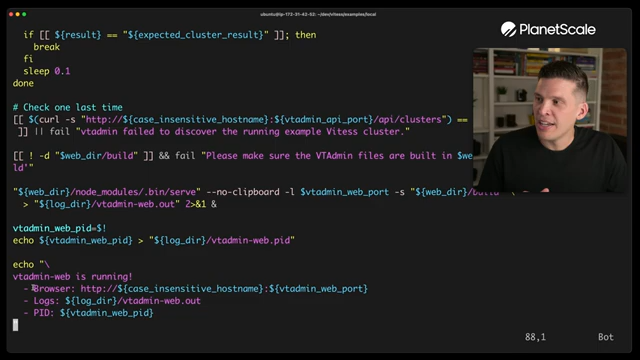 ubuntu@ip-172-31-43-52: ~/dev/vitess/examples/local
PlanetScale
if [[ ${result} == "${expected_cluster_result}" ]]; then
break
fi
sleep 0.1
done
# Check one last time
[[ $(curl -s "http://${case_insensitive_hostname}:${vtadmin_api_port}/api/clusters") ==
]] || fail "vtadmin failed to discover the running example Vitess cluster."
[[ ! -d "$web_dir/build" ]] && fail "Please make sure the VTAdmin files are built in $we
ld'"
"${web_dir}/node_modules/.bin/serve" --no-clipboard -l $vtadmin_web_port -s "${web_dir}/build" \
> "${log_dir}/vtadmin-web.out" 2>&1 &
vtadmin_web_pid=$!
echo ${vtadmin_web_pid} > "${log_dir}/vtadmin-web.pid"
echo "\
vtadmin-web is running!
- Browser: http://${case_insensitive_hostname}:${vtadmin_web_port}
- Logs: ${log_dir}/vtadmin-web.out
- PID: ${vtadmin_web_pid}
88,1 Bot